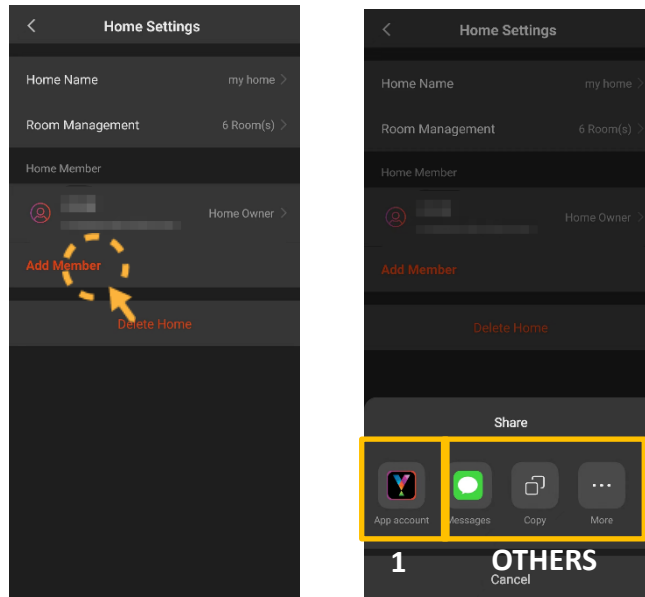 Home Settings
Home Name my home
Room Management 6 Room(s)
Home Member
Home Owner
Add Member
Delete Home
Home Settings
Home Name my home
Room Management 6 Room(s)
Home Member
Home Owner
Add Member
Delete Home
Share
App account Messages Copy More
1 OTHERS
Cancel